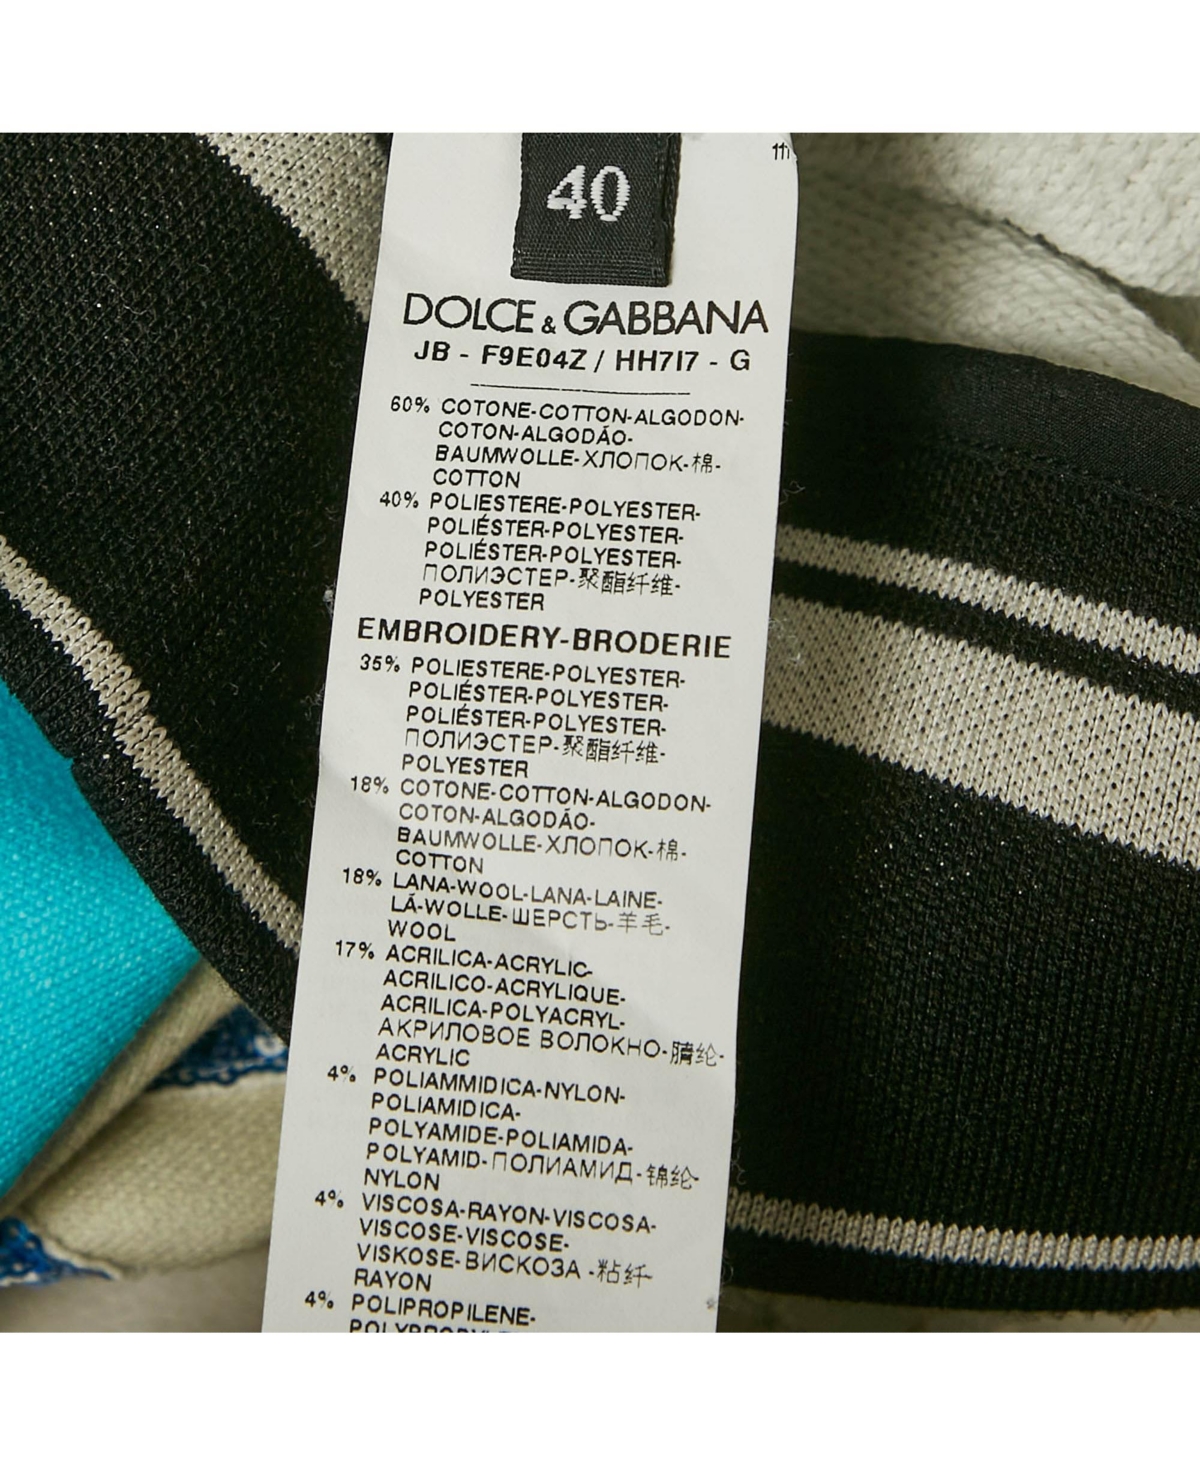 40
DOLCE & GABBANA
JB - F9E04Z / HH7I7 - G
60% COTONE-COTTON-ALGODON-
COTON-ALGODÃO-
BAUMWOLLE-ХЛОПОК-棉-
COTTON
40% POLIESTERE-POLYESTER-
POLIÉSTER-POLYESTER-
POLIÉSTER-POLYESTER-
ПОЛИЭСТЕР-聚酯纤维-
POLYESTER
EMBROIDERY-BRODERIE
35% POLIESTERE-POLYESTER-
POLIÉSTER-POLYESTER-
POLIÉSTER-POLYESTER-
ПОЛИЭСТЕР-聚酯纤维-
POLYESTER
18% COTONE-COTTON-ALGODON-
COTON-ALGODÃO-
BAUMWOLLE-ХЛОПОК-棉-
COTTON
18% LANA-WOOL-LANA-LAINE-
LÃ-WOLLE-ШЕРСТЬ-羊毛-
WOOL
17% ACRILICA-ACRYLIC-
ACRILICO-ACRYLIQUE-
ACRILICA-POLYACRYL-
АКРИЛОВОЕ ВОЛОКНО-腈纶-
ACRYLIC
4% POLIAMMIDICA-NYLON-
POLIAMIDICA-
POLYAMIDE-POLIAMIDA-
POLYAMID-ПОЛИАМИД-锦纶-
NYLON
4% VISCOSA-RAYON-VISCOSA-
VISCOSE-VISCOSE-
VISKOSE-ВИСКОЗА -粘纤-
RAYON
4% POLIPROPILENE-